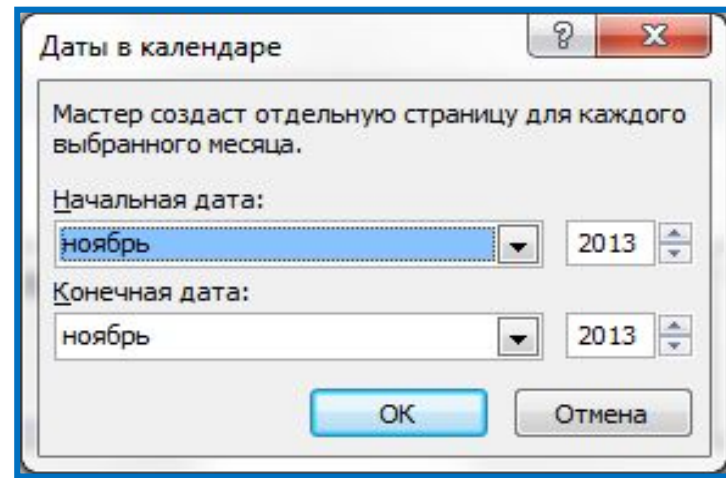 Даты в календаре
Мастер создаст отдельную страницу для каждого
выбранного месяца.
Начальная дата:
ноябрь 2013
Конечная дата:
ноябрь 2013
ОК Отмена